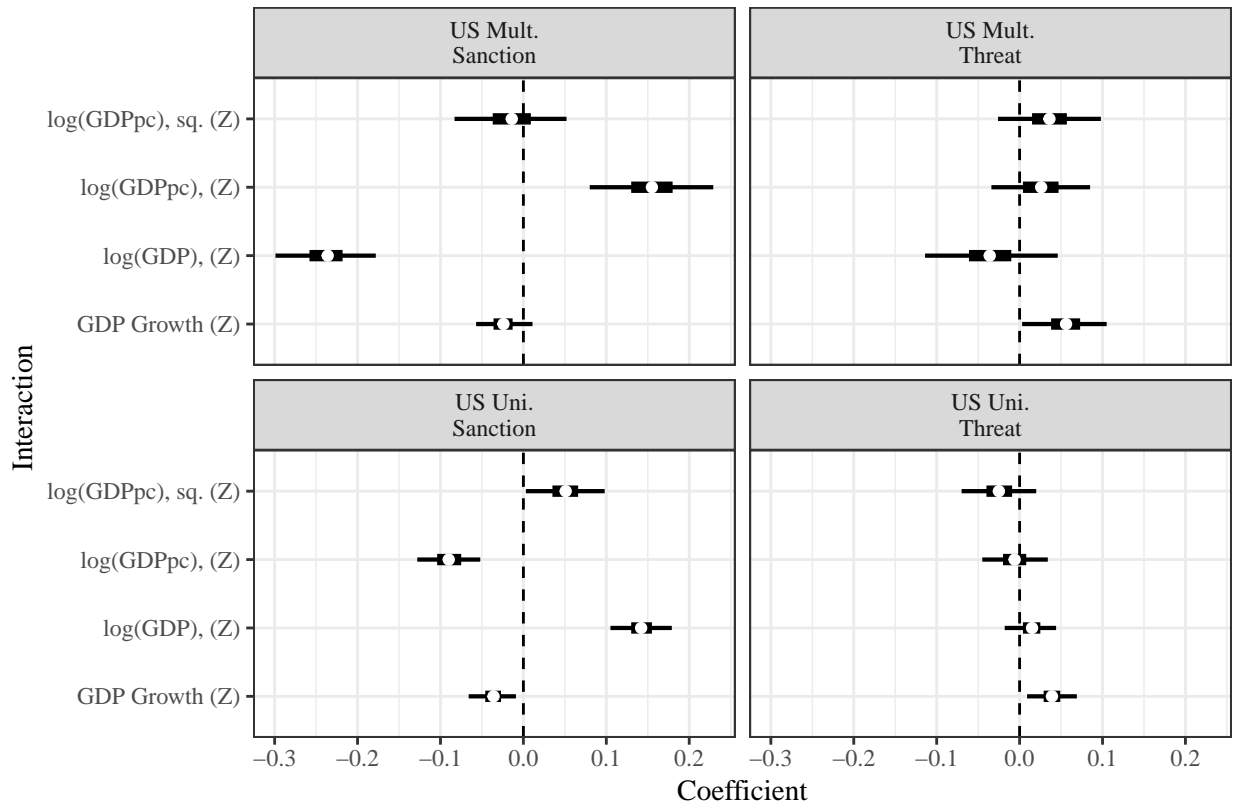 US Mult.
Sanction
US Mult.
Threat
log(GDPpc), sq. (Z)
log(GDPpc), (Z)
log(GDP), (Z)
GDP Growth (Z)
Interaction
US Uni.
Sanction
US Uni.
Threat
log(GDPpc), sq. (Z)
log(GDPpc), (Z)
log(GDP), (Z)
GDP Growth (Z)
−0.3 −0.2 −0.1 0.0 0.1 0.2 −0.3 −0.2 −0.1 0.0 0.1 0.2
Coefficient